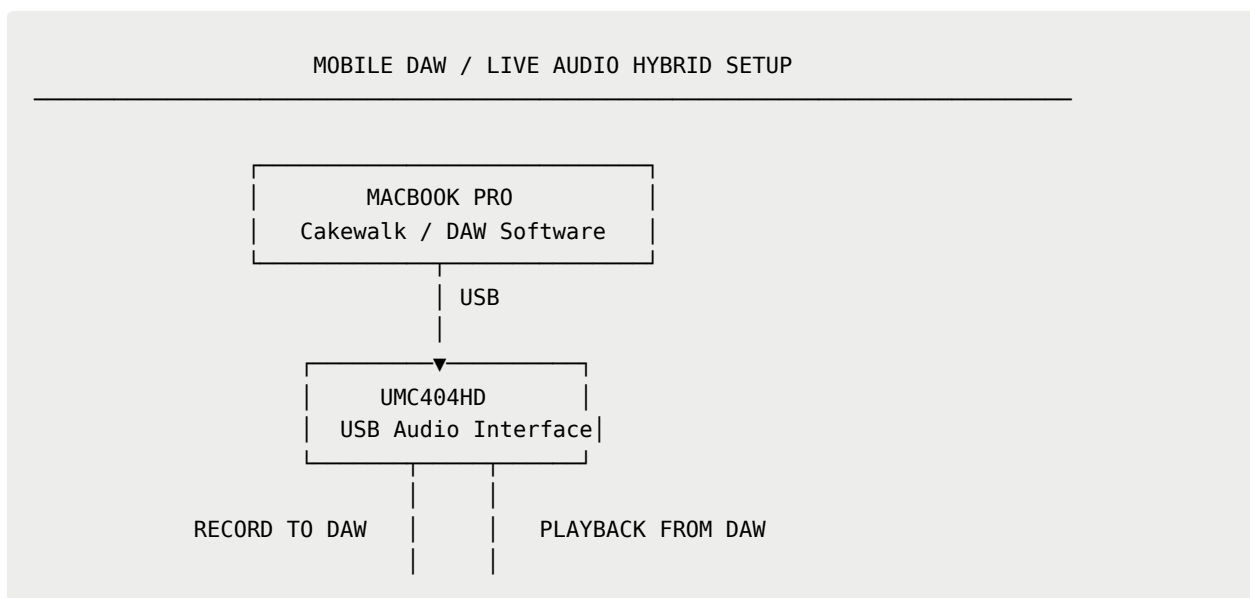 MOBILE DAW / LIVE AUDIO HYBRID SETUP
MACBOOK PRO
Cakewalk / DAW Software
USB
UMC404HD
USB Audio Interface
RECORD TO DAW PLAYBACK FROM DAW